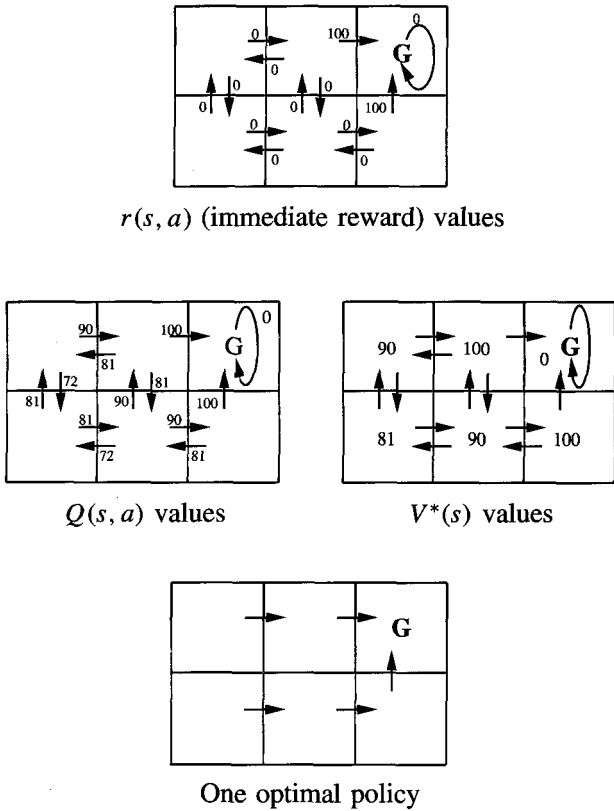 0 100 0
G
0
0 0 0 0 100
0 0
0 0
r(s, a) (immediate reward) values
90 100 0
G
81
81 72 90 81 100
81 90
72 81
Q(s, a) values
90 100 0 G
81 90 100
V*(s) values
G
One optimal policy